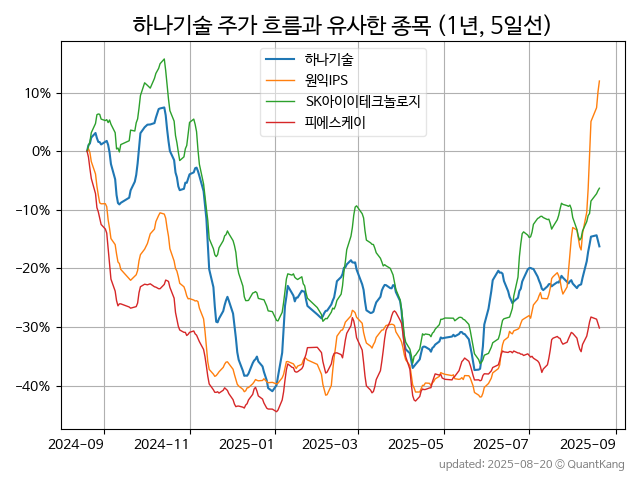 하나기술 주가 흐름과 유사한 종목 (1년, 5일선)
하나기술
원익IPS
SK아이이테크놀로지
피에스케이
10%
0%
−10%
−20%
−30%
−40%
2024-09 2024-11 2025-01 2025-03 2025-05 2025-07 2025-09
updated: 2025-08-20 © QuantKang